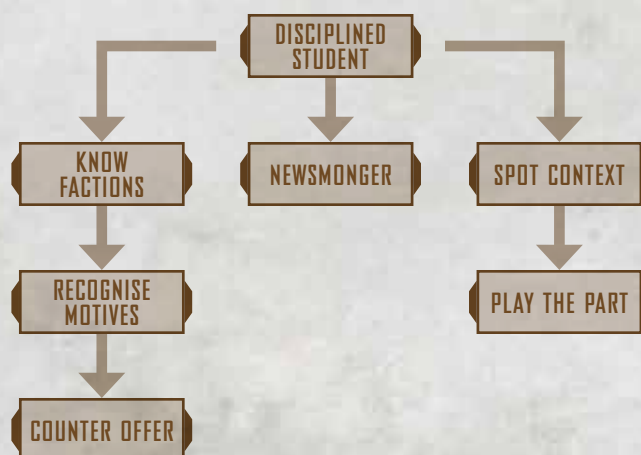 DISCIPLINED
STUDENT
KNOW
FACTIONS
NEWSMONGER
SPOT CONTEXT
RECOGNISE
MOTIVES
PLAY THE PART
COUNTER OFFER